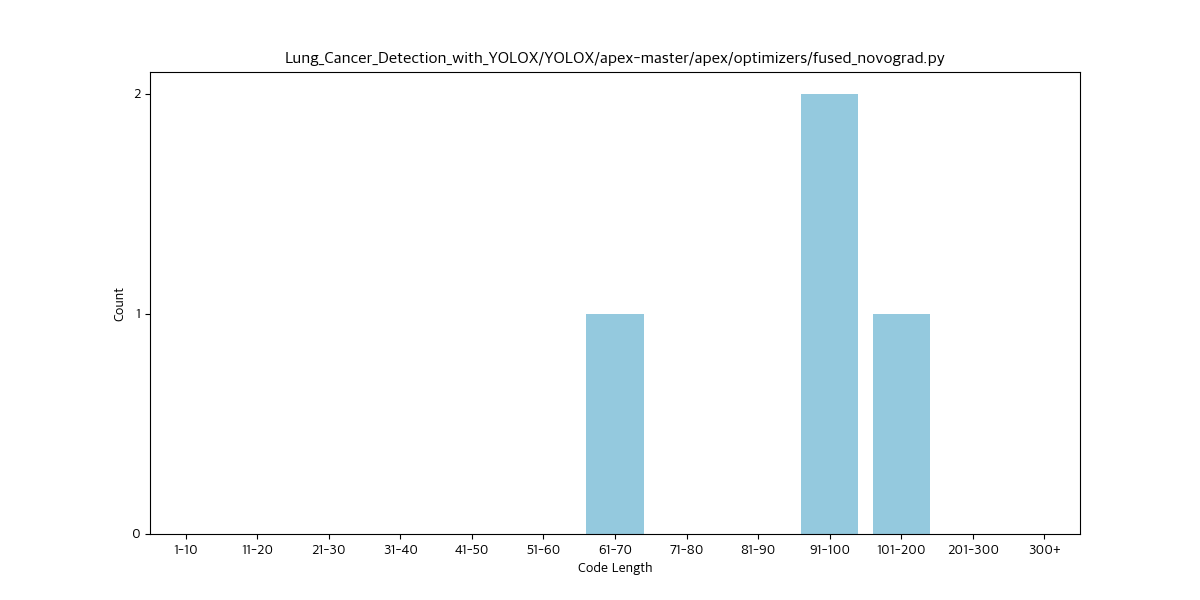 Lung_Cancer_Detection_with_YOLOX/YOLOX/apex-master/apex/optimizers/fused_novograd.py
2
1
0
Count
1-10 11-20 21-30 31-40 41-50 51-60 61-70 71-80 81-90 91-100 101-200 201-300 300+
Code Length